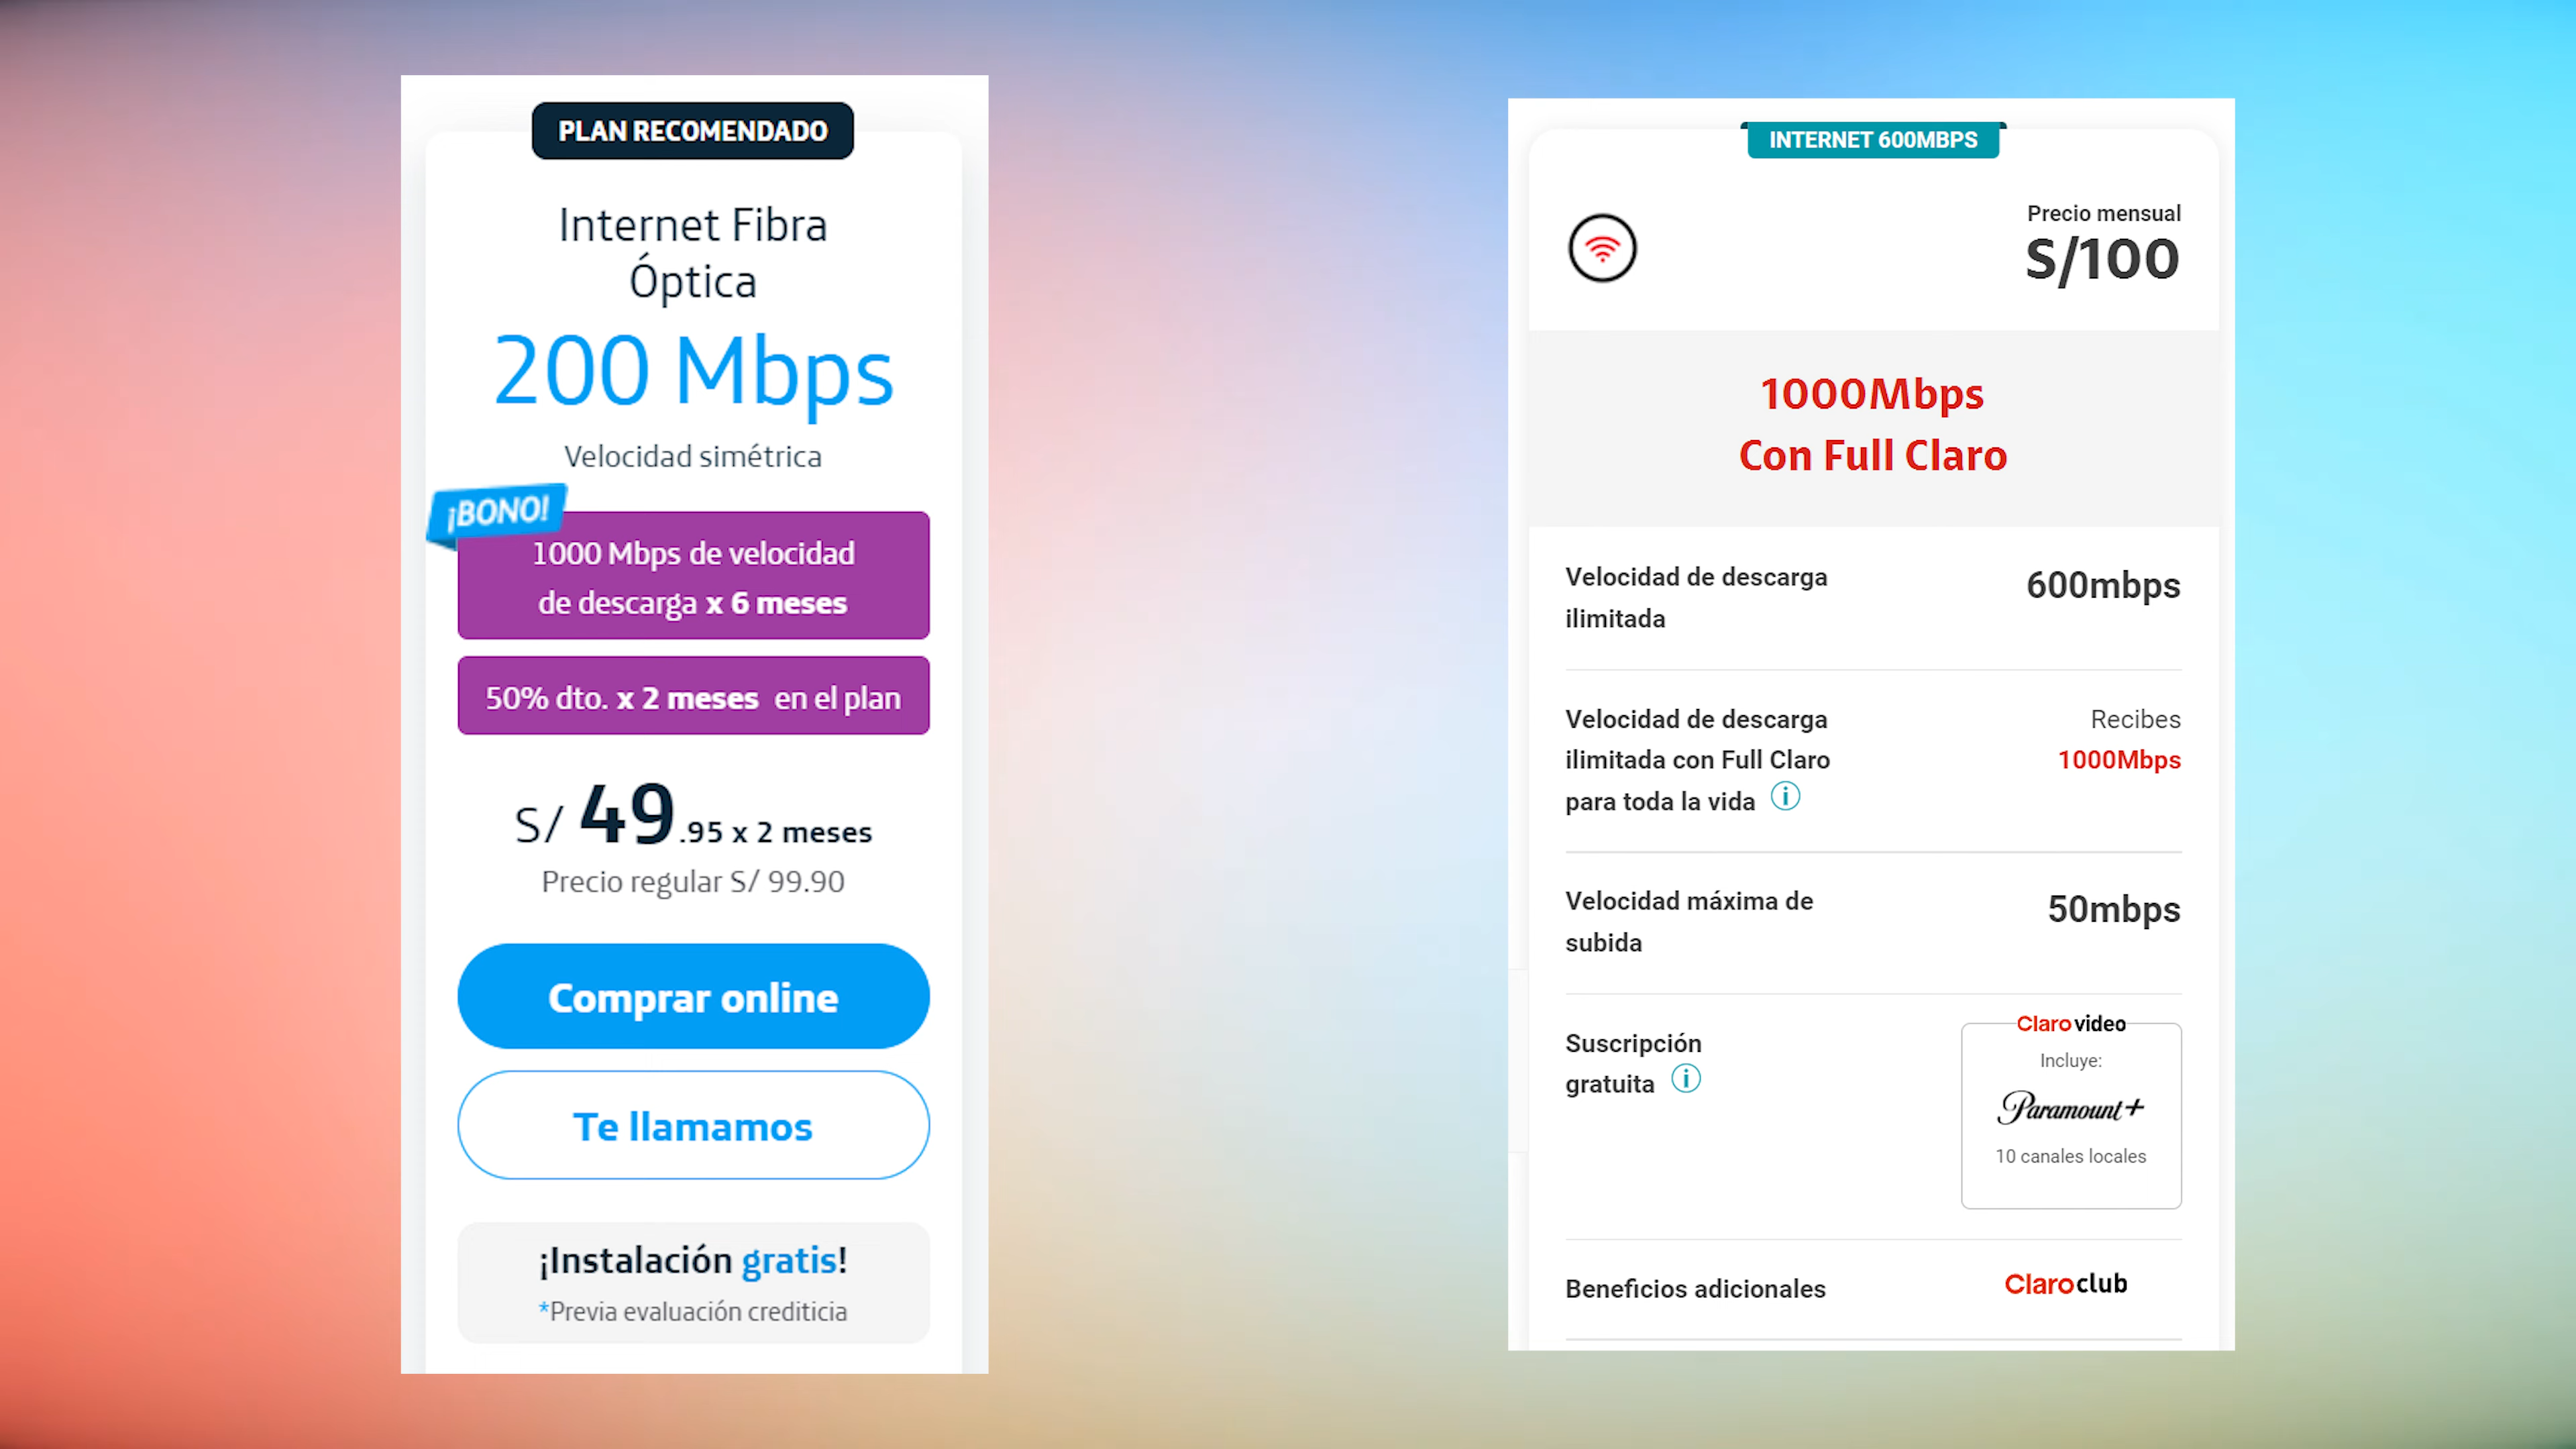 PLAN RECOMENDADO
Internet Fibra
Óptica
200 Mbps
Velocidad simétrica
¡BONO!
1000 Mbps de velocidad
de descarga x 6 meses
50% dto. x 2 meses en el plan
S/ 49.95 x 2 meses
Precio regular S/ 99.90
Comprar online
Te llamamos
¡Instalación gratis!
*Previa evaluación crediticia
INTERNET 600MBPS
Precio mensual
S/100
1000Mbps
Con Full Claro
Velocidad de descarga
ilimitada
600mbps
Velocidad de descarga
ilimitada con Full Claro
para toda la vida
Recibes
1000Mbps
Velocidad máxima de
subida
50mbps
Suscripción
gratuita
Claro video
Incluye:
Paramount+
10 canales locales
Beneficios adicionales
Claro club